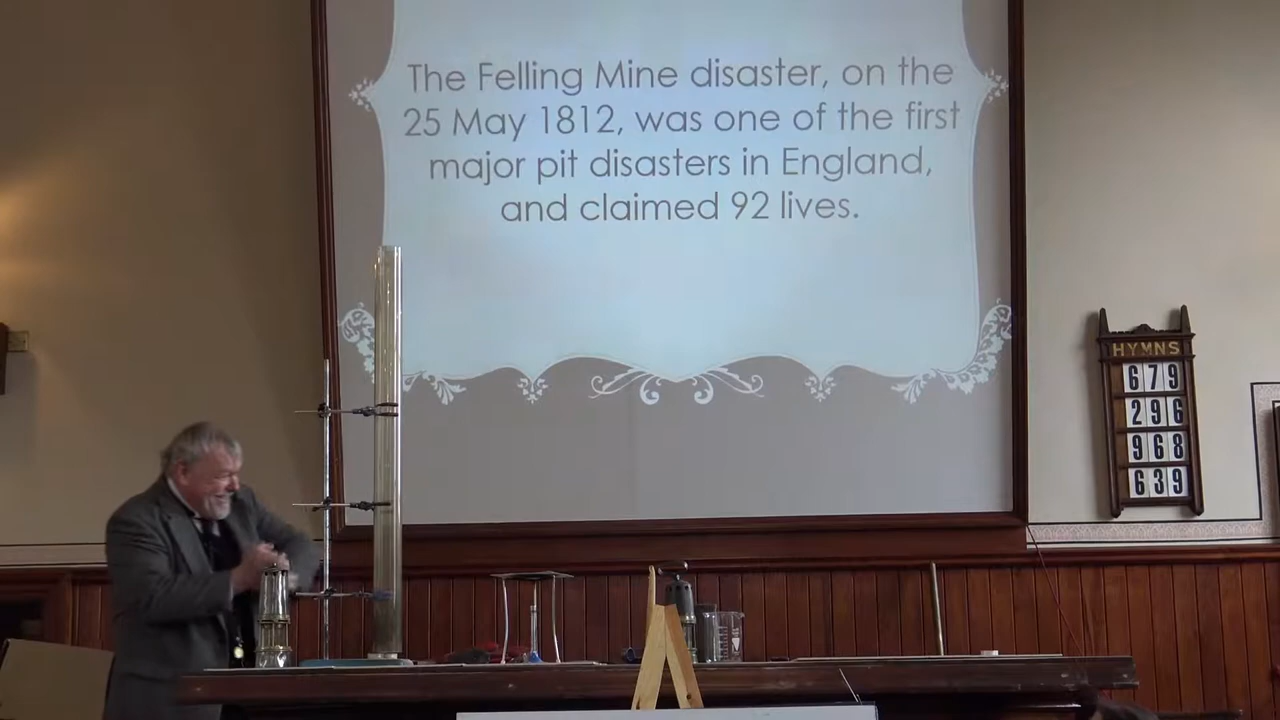 The Felling Mine disaster, on the
25 May 1812, was one of the first
major pit disasters in England,
and claimed 92 lives.
HYMNS
679
296
968
639